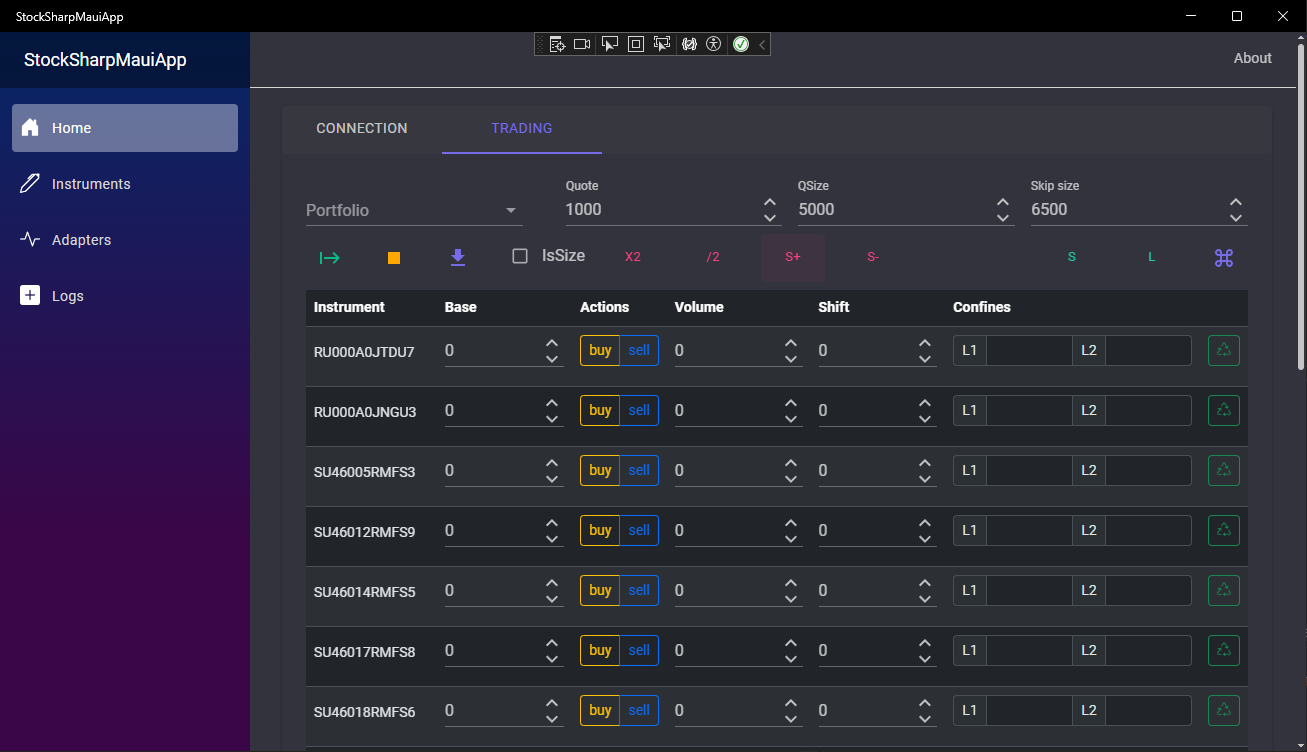 StockSharpMauiApp
StockSharpMauiApp
About
Home
Instruments
Adapters
Logs
CONNECTION TRADING
Portfolio
Quote
1000
QSize
5000
Skip size
6500
IsSize X2 /2 S+ S- S L
Instrument Base Actions Volume Shift Confines
RU000A0JTDU7 0 buy sell 0 0 L1 L2
RU000A0JNGU3 0 buy sell 0 0 L1 L2
SU46005RMFS3 0 buy sell 0 0 L1 L2
SU46012RMFS9 0 buy sell 0 0 L1 L2
SU46014RMFS5 0 buy sell 0 0 L1 L2
SU46017RMFS8 0 buy sell 0 0 L1 L2
SU46018RMFS6 0 buy sell 0 0 L1 L2